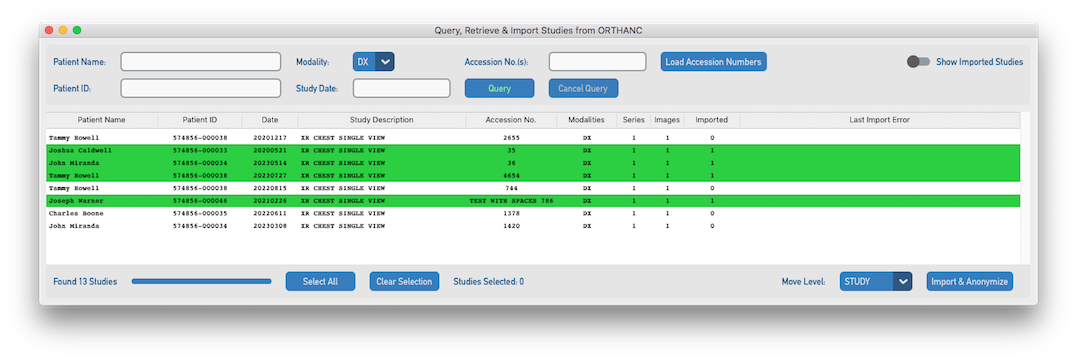 Query, Retrieve & Import Studies from ORTHANC
Patient Name: Modality: DX Accession No.(s): Load Accession Numbers Show Imported Studies
Patient ID: Study Date: Query Cancel Query
Patient Name Patient ID Date Study Description Accession No. Modalities Series Images Imported Last Import Error
Tammy Howell 574856-000038 20201217 XR CHEST SINGLE VIEW 2655 DX 1 1 0
Joshua Caldwell 574856-000033 20200521 XR CHEST SINGLE VIEW 35 DX 1 1 1
John Miranda 574856-000034 20230514 XR CHEST SINGLE VIEW 36 DX 1 1 1
Tammy Howell 574856-000038 20230727 XR CHEST SINGLE VIEW 4654 DX 1 1 1
Tammy Howell 574856-000038 20220815 XR CHEST SINGLE VIEW 744 DX 1 1 0
Joseph Warner 574856-000046 20210226 XR CHEST SINGLE VIEW TEST WITH SPACES 786 DX 1 1 1
Charles Boone 574856-000035 20220611 XR CHEST SINGLE VIEW 1378 DX 1 1 0
John Miranda 574856-000034 20230308 XR CHEST SINGLE VIEW 1420 DX 1 1 0
Found 13 Studies Select All Clear Selection Studies Selected: 0 Move Level: STUDY Import & Anonymize